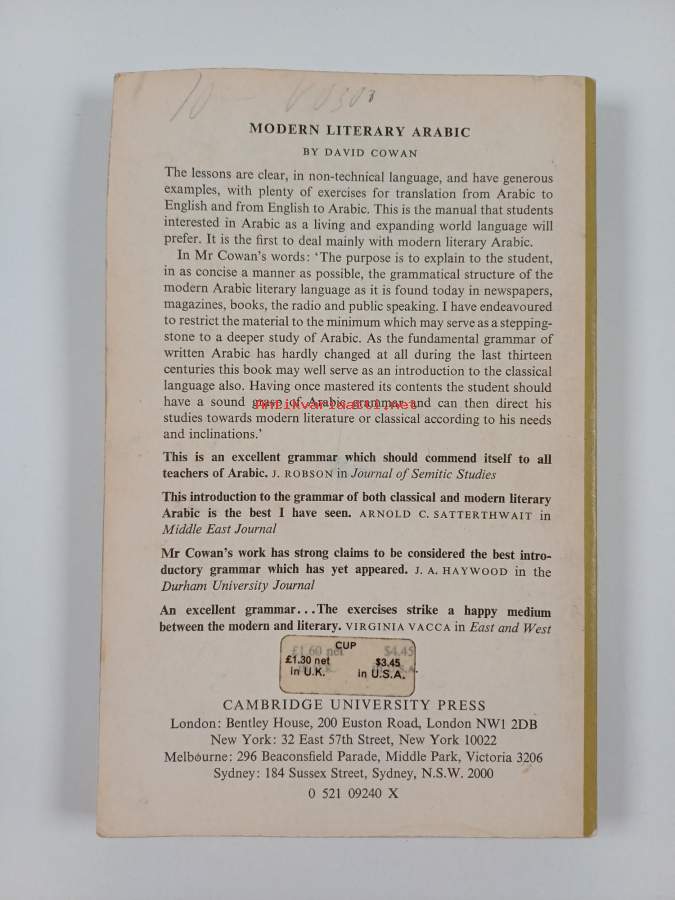 MODERN LITERARY ARABIC
BY DAVID COWAN
The lessons are clear, in non-technical language, and have generous
examples, with plenty of exercises for translation from Arabic to
English and from English to Arabic. This is the manual that students
interested in Arabic as a living and expanding world language will
prefer. It is the first to deal mainly with modern literary Arabic.
In Mr Cowan's words: 'The purpose is to explain to the student,
in as concise a manner as possible, the grammatical structure of the
modern Arabic literary language as it is found today in newspapers,
magazines, books, the radio and public speaking. I have endeavoured
to restrict the material to the minimum which may serve as a stepping-
stone to a deeper study of Arabic. As the fundamental grammar of
written Arabic has hardly changed at all during the last thirteen
centuries this book may well serve as an introduction to the classical
language also. Having once mastered its contents the student should
have a sound grasp of Arabic grammar and can then direct his
studies towards modern literature or classical according to his needs
and inclinations.'
This is an excellent grammar which should commend itself to all
teachers of Arabic. J. ROBSON in Journal of Semitic Studies
This introduction to the grammar of both classical and modern literary
Arabic is the best I have seen. ARNOLD C. SATTERTHWAIT in
Middle East Journal
Mr Cowan's work has strong claims to be considered the best intro-
ductory grammar which has yet appeared. J. A. HAYWOOD in the
Durham University Journal
An excellent grammar...The exercises strike a happy medium
between the modern and literary. VIRGINIA VACCA in East and West
CUP
£1.60 net $4.45
£1.30 net $3.45
in U.K. in U.S.A.
CAMBRIDGE UNIVERSITY PRESS
London: Bentley House, 200 Euston Road, London NW1 2DB
New York: 32 East 57th Street, New York 10022
Melbourne: 296 Beaconsfield Parade, Middle Park, Victoria 3206
Sydney: 184 Sussex Street, Sydney, N.S.W. 2000
0 521 09240 X